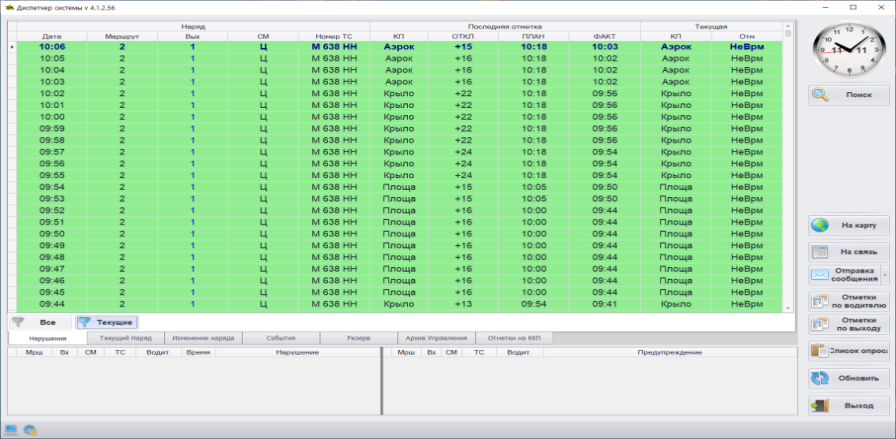 Диспетчер системы v 4.1.2.56
Наряд Последняя отметка Текущая
Дата Маршрут Вых СМ Номер ТС КП ОТКЛ ПЛАН ФАКТ КП Отн
10:06 2 1 Ц М 638 НН Аэрок +15 10:18 10:03 Аэрок НеВрм
10:05 2 1 Ц М 638 НН Аэрок +16 10:18 10:02 Аэрок НеВрм
10:04 2 1 Ц М 638 НН Аэрок +16 10:18 10:02 Аэрок НеВрм
10:03 2 1 Ц М 638 НН Аэрок +16 10:18 10:02 Аэрок НеВрм
10:02 2 1 Ц М 638 НН Крыло +22 10:18 09:56 Крыло НеВрм
10:01 2 1 Ц М 638 НН Крыло +22 10:18 09:56 Крыло НеВрм
10:00 2 1 Ц М 638 НН Крыло +22 10:18 09:56 Крыло НеВрм
09:59 2 1 Ц М 638 НН Крыло +22 10:18 09:56 Крыло НеВрм
09:58 2 1 Ц М 638 НН Крыло +22 10:18 09:56 Крыло НеВрм
09:57 2 1 Ц М 638 НН Крыло +24 10:18 09:54 Крыло НеВрм
09:56 2 1 Ц М 638 НН Крыло +24 10:18 09:54 Крыло НеВрм
09:55 2 1 Ц М 638 НН Крыло +24 10:18 09:54 Крыло НеВрм
09:54 2 1 Ц М 638 НН Площа +15 10:05 09:50 Площа НеВрм
09:53 2 1 Ц М 638 НН Площа +15 10:05 09:50 Площа НеВрм
09:52 2 1 Ц М 638 НН Площа +16 10:00 09:44 Площа НеВрм
09:51 2 1 Ц М 638 НН Площа +16 10:00 09:44 Площа НеВрм
09:50 2 1 Ц М 638 НН Площа +16 10:00 09:44 Площа НеВрм
09:49 2 1 Ц М 638 НН Площа +16 10:00 09:44 Площа НеВрм
09:48 2 1 Ц М 638 НН Площа +16 10:00 09:44 Площа НеВрм
09:47 2 1 Ц М 638 НН Площа +16 10:00 09:44 Площа НеВрм
09:46 2 1 Ц М 638 НН Площа +16 10:00 09:44 Площа НеВрм
09:45 2 1 Ц М 638 НН Площа +16 10:00 09:44 Площа НеВрм
09:44 2 1 Ц М 638 НН Крыло +13 09:54 09:41 Крыло НеВрм
Поиск
На карту
На связь
Отправка
сообщения
Отметки
по водителю
Отметки
по выходу
Список опроса
Обновить
Выход
Все Текущие
Нарушения Текущий Наряд Изменение наряда События Резерв Архив Управления Отметки на ККП
Мрш Вх СМ ТС Водит. Время Нарушение Мрш Вх СМ ТС Водит. Предупреждение